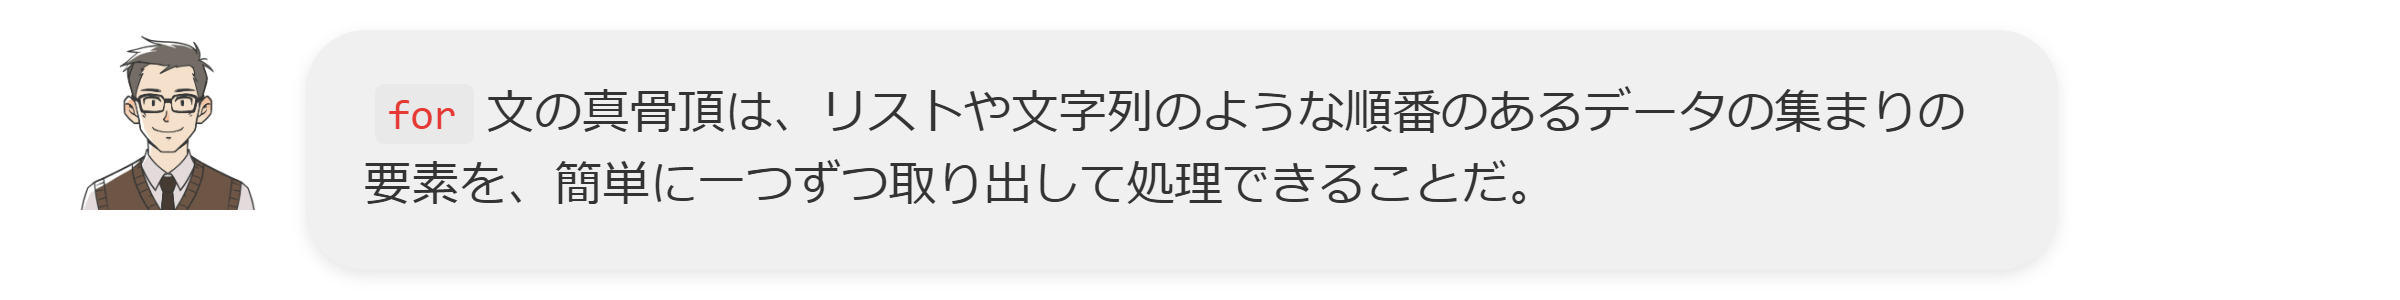 for 文の真骨頂は、リストや文字列のような順番のあるデータの集まりの
要素を、簡単に一つずつ取り出して処理できることだ。